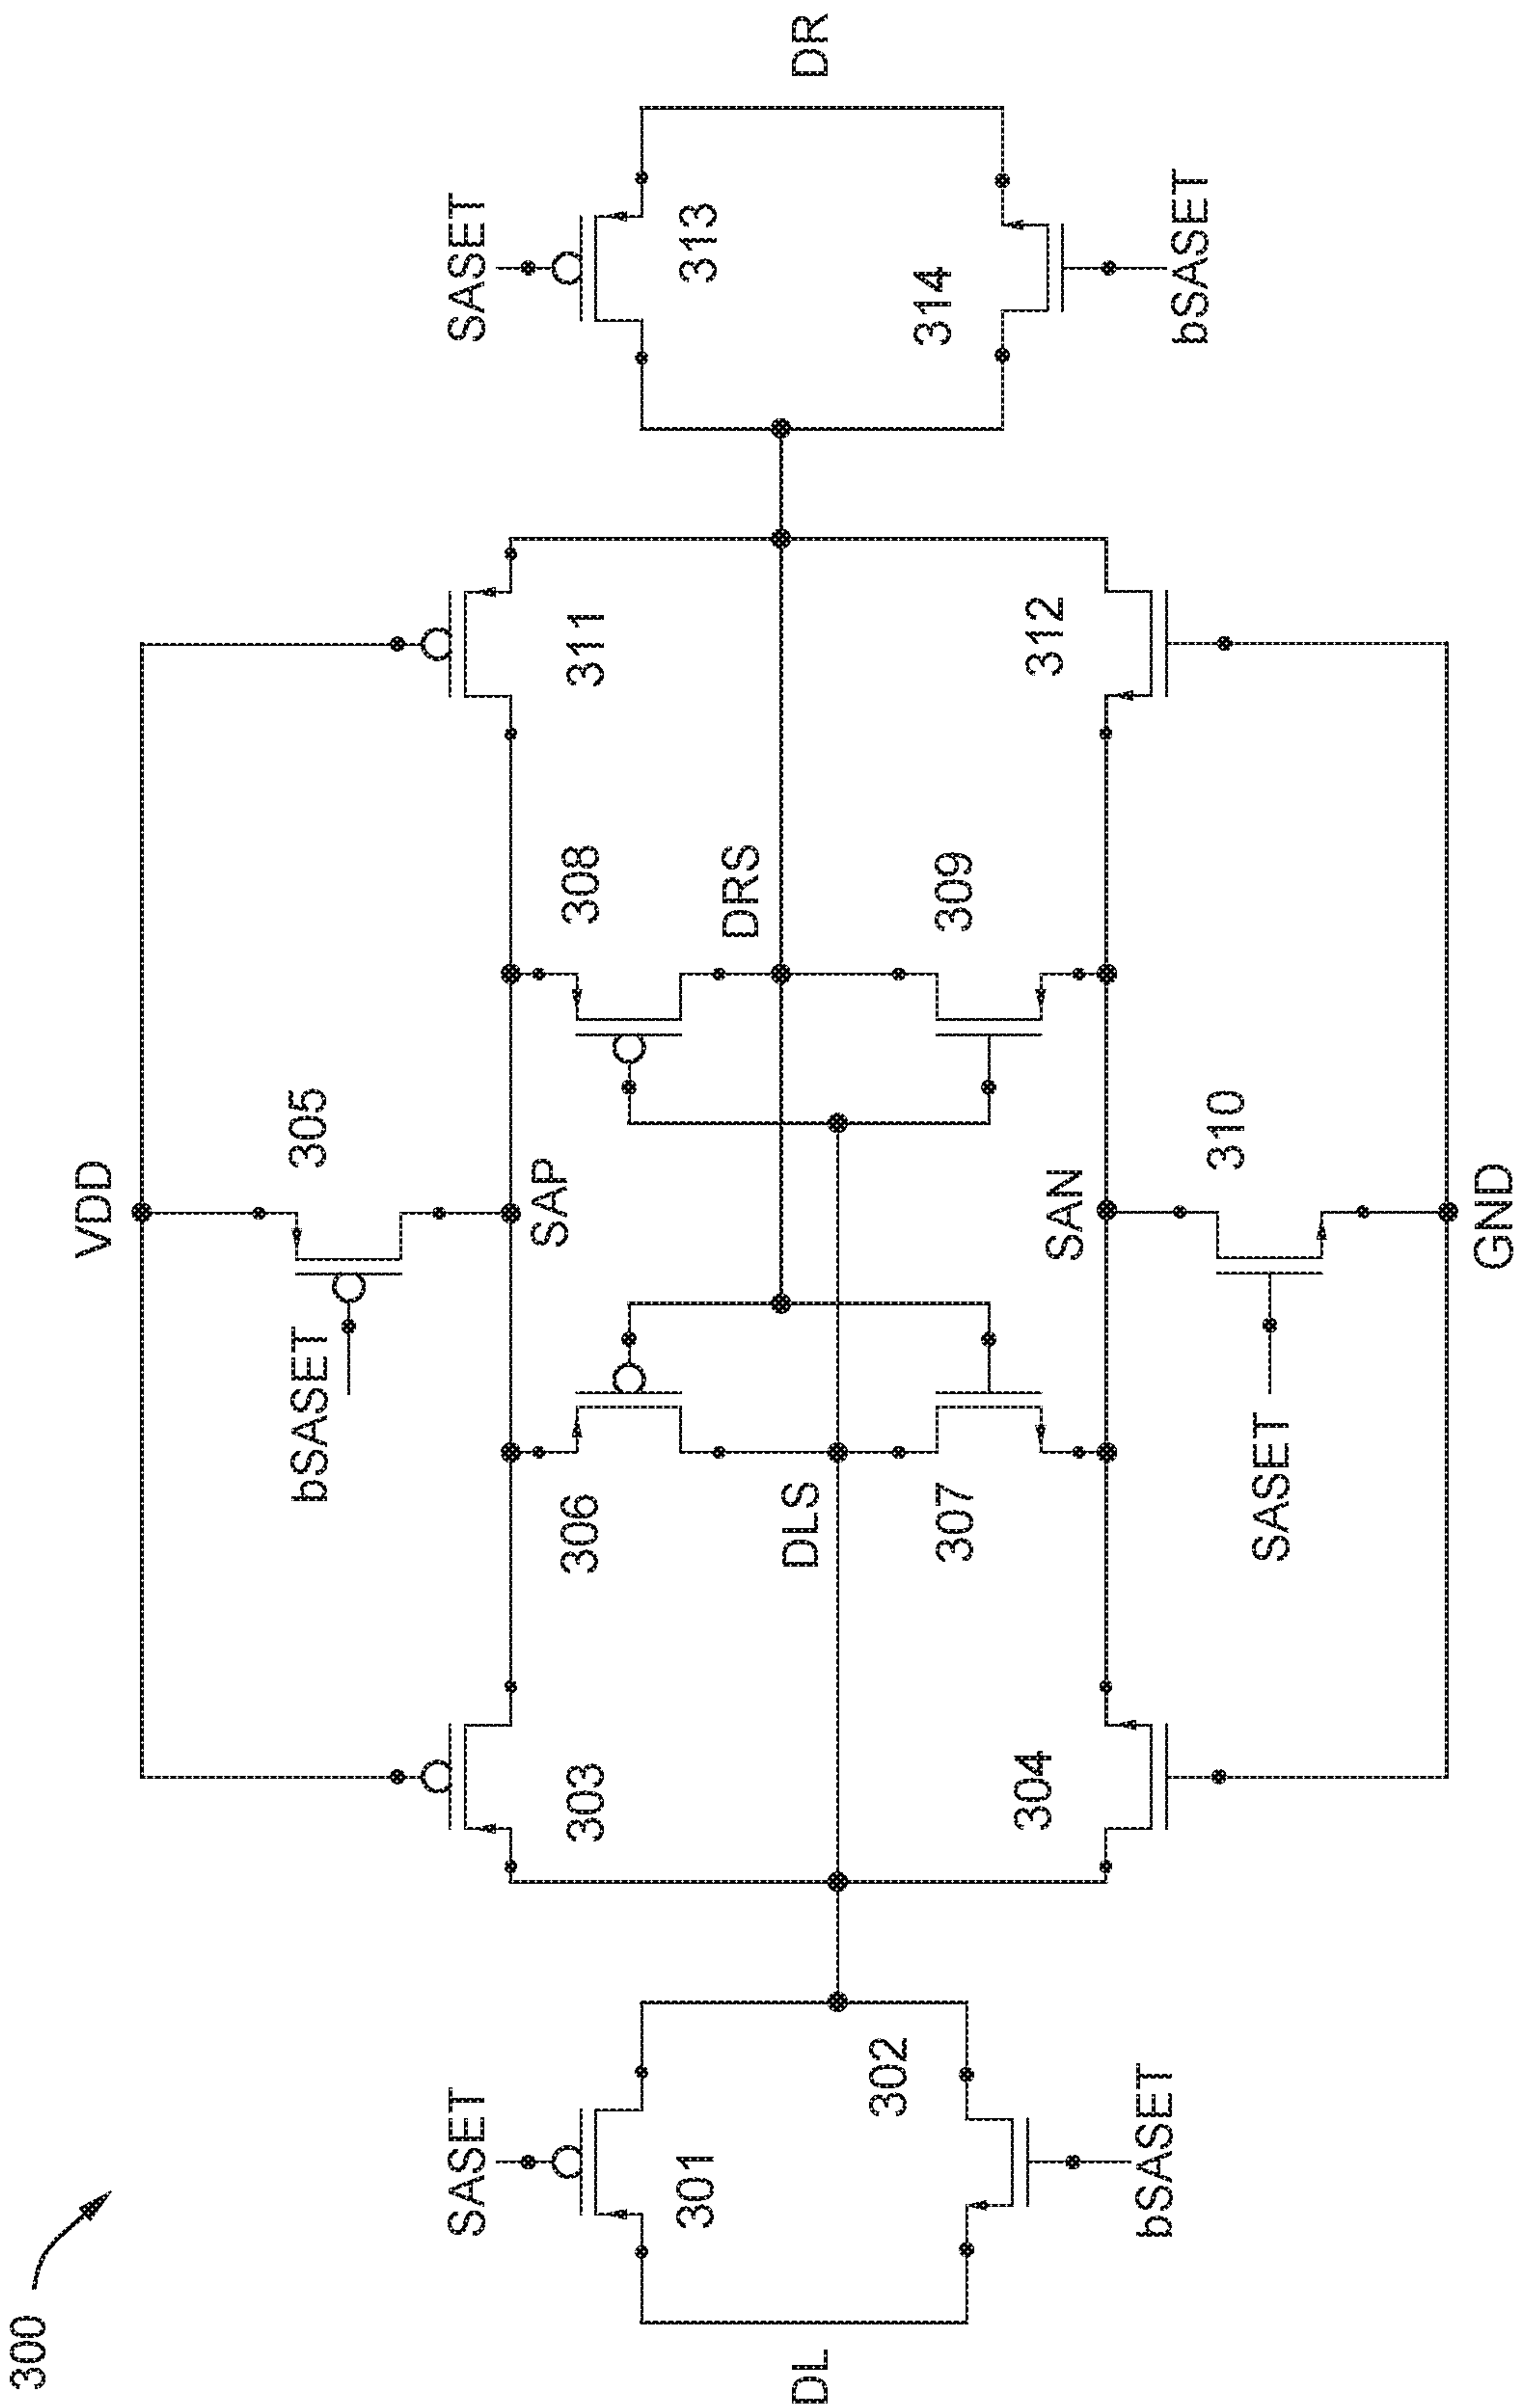 300
DL
SASET
301
302
bSASET
303
304
VDD
bSASET
305
SAP
306
DLS
307
SAN
SASET
310
GND
308
DRS
309
311
312
SASET
313
314
bSASET
DR